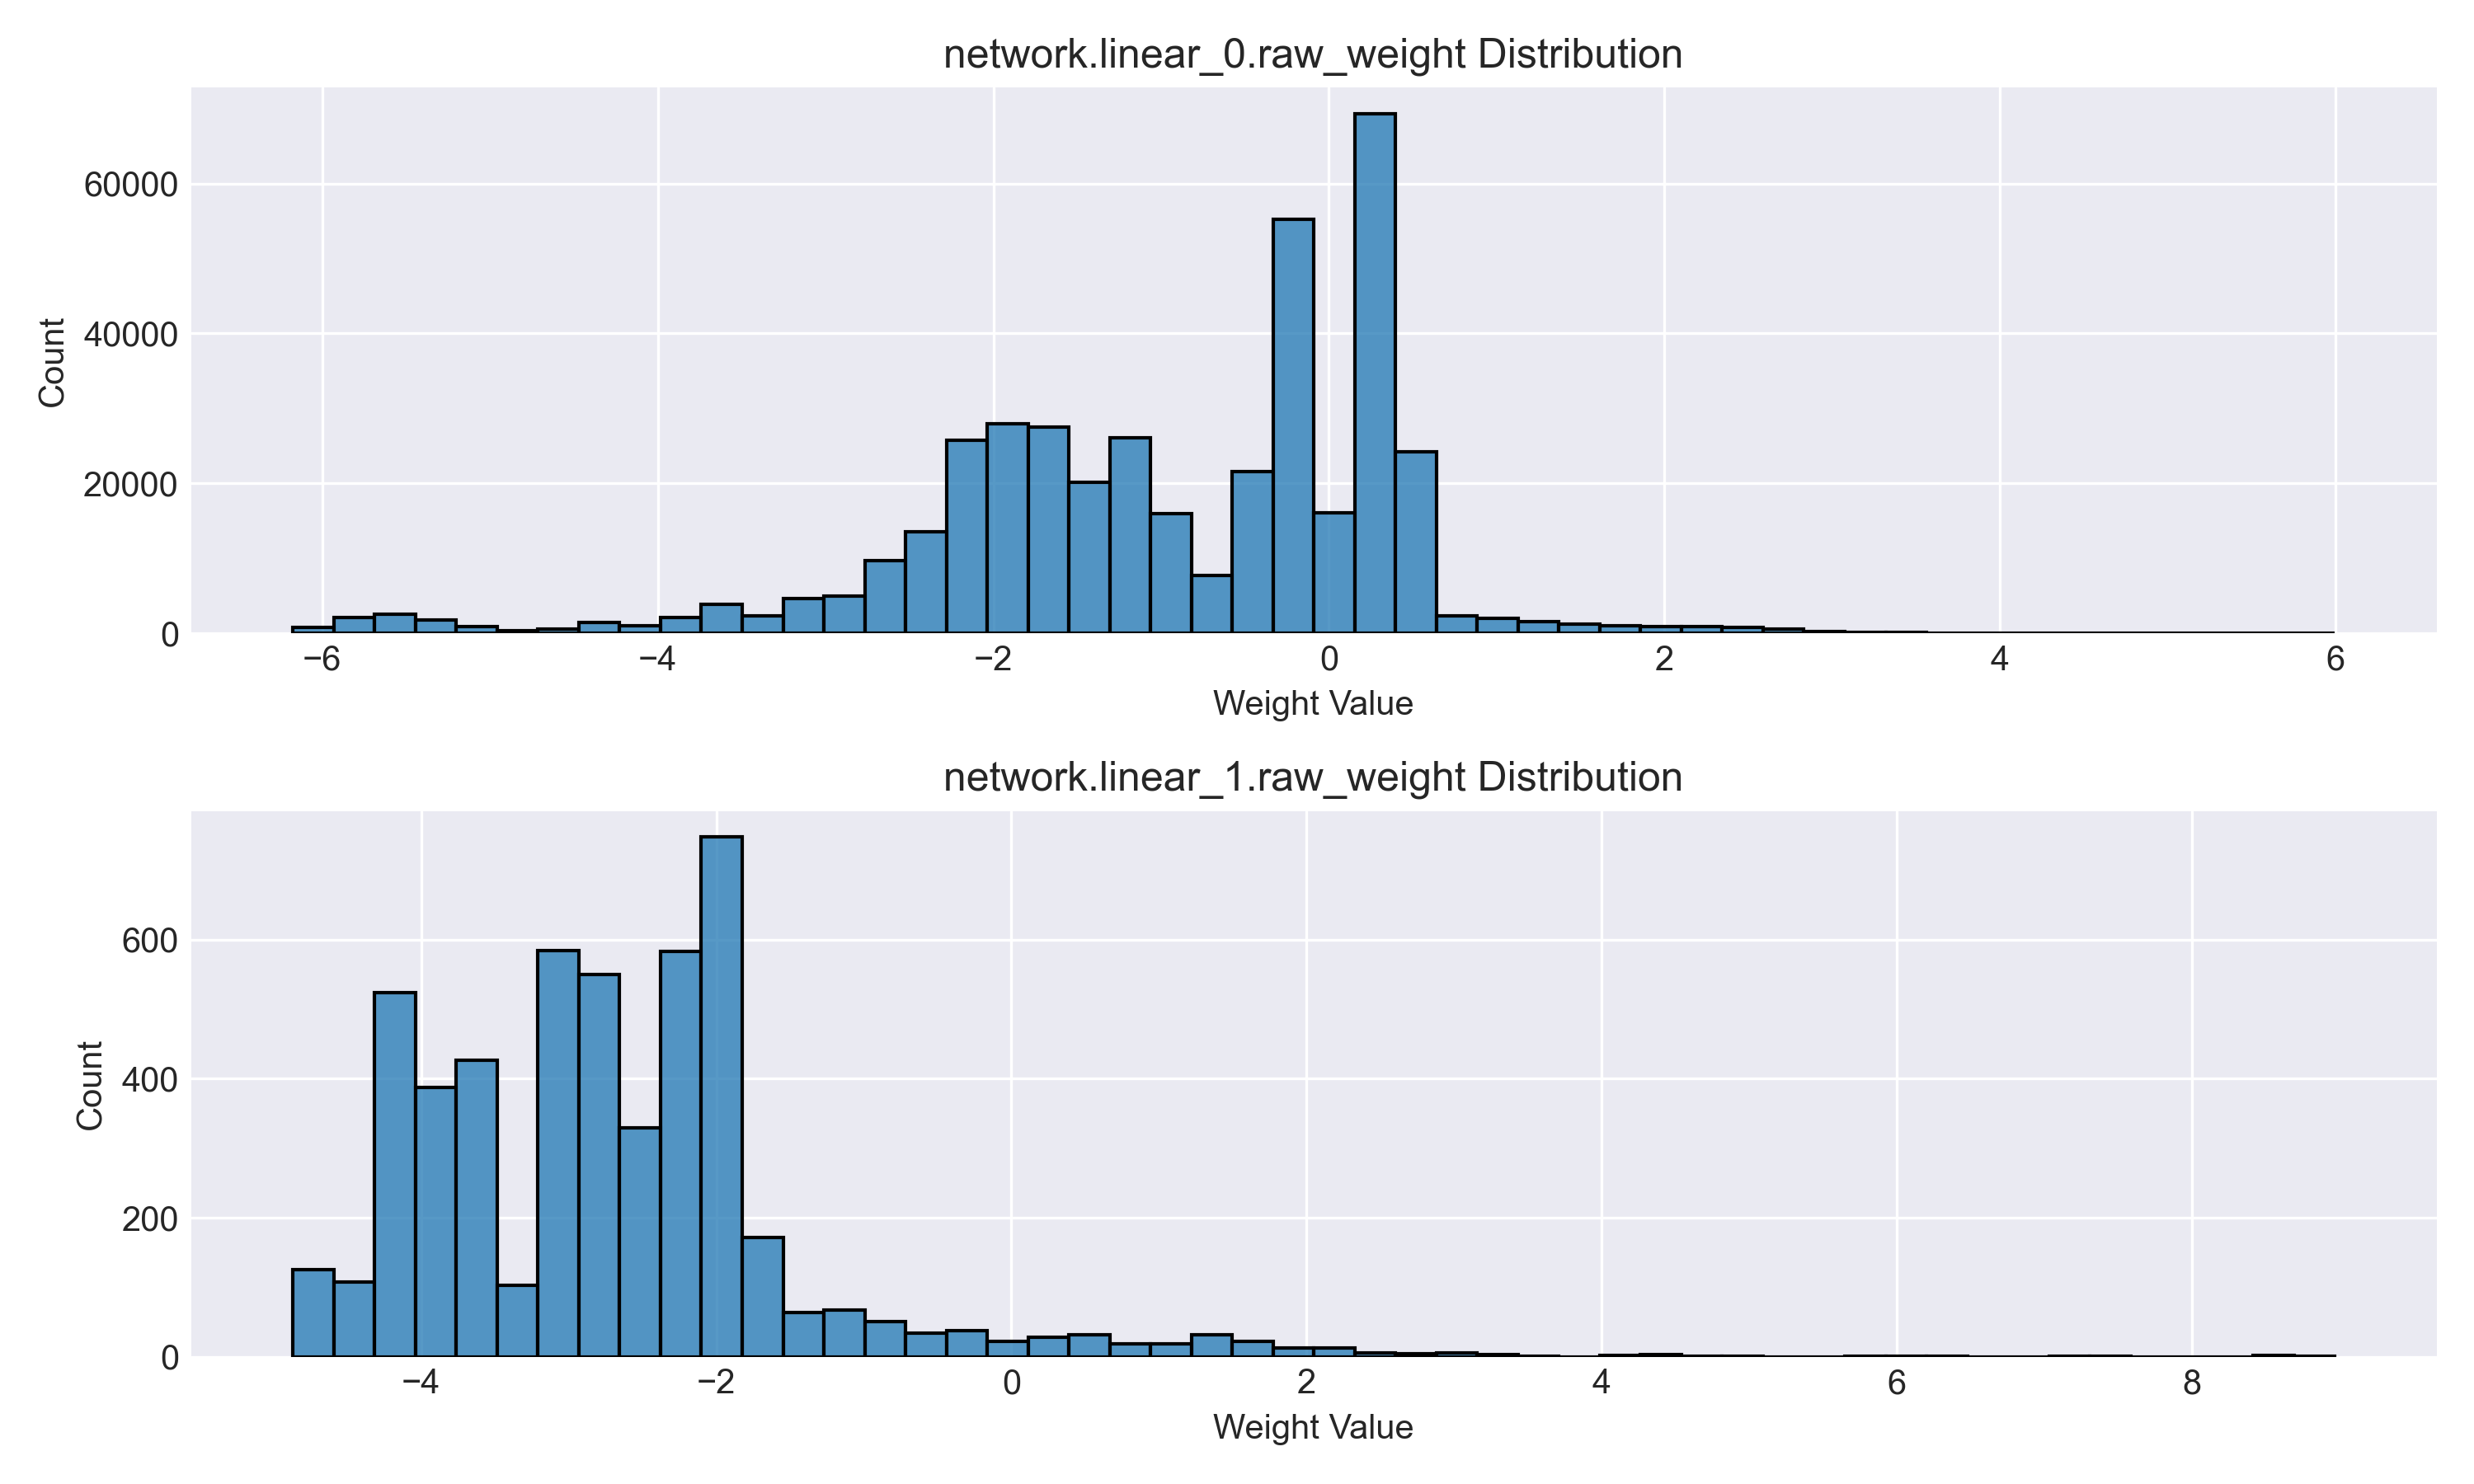 network.linear_0.raw_weight Distribution
Count
60000
40000
20000
0
−6 −4 −2 0 2 4 6
Weight Value
network.linear_1.raw_weight Distribution
Count
600
400
200
0
−4 −2 0 2 4 6 8
Weight Value